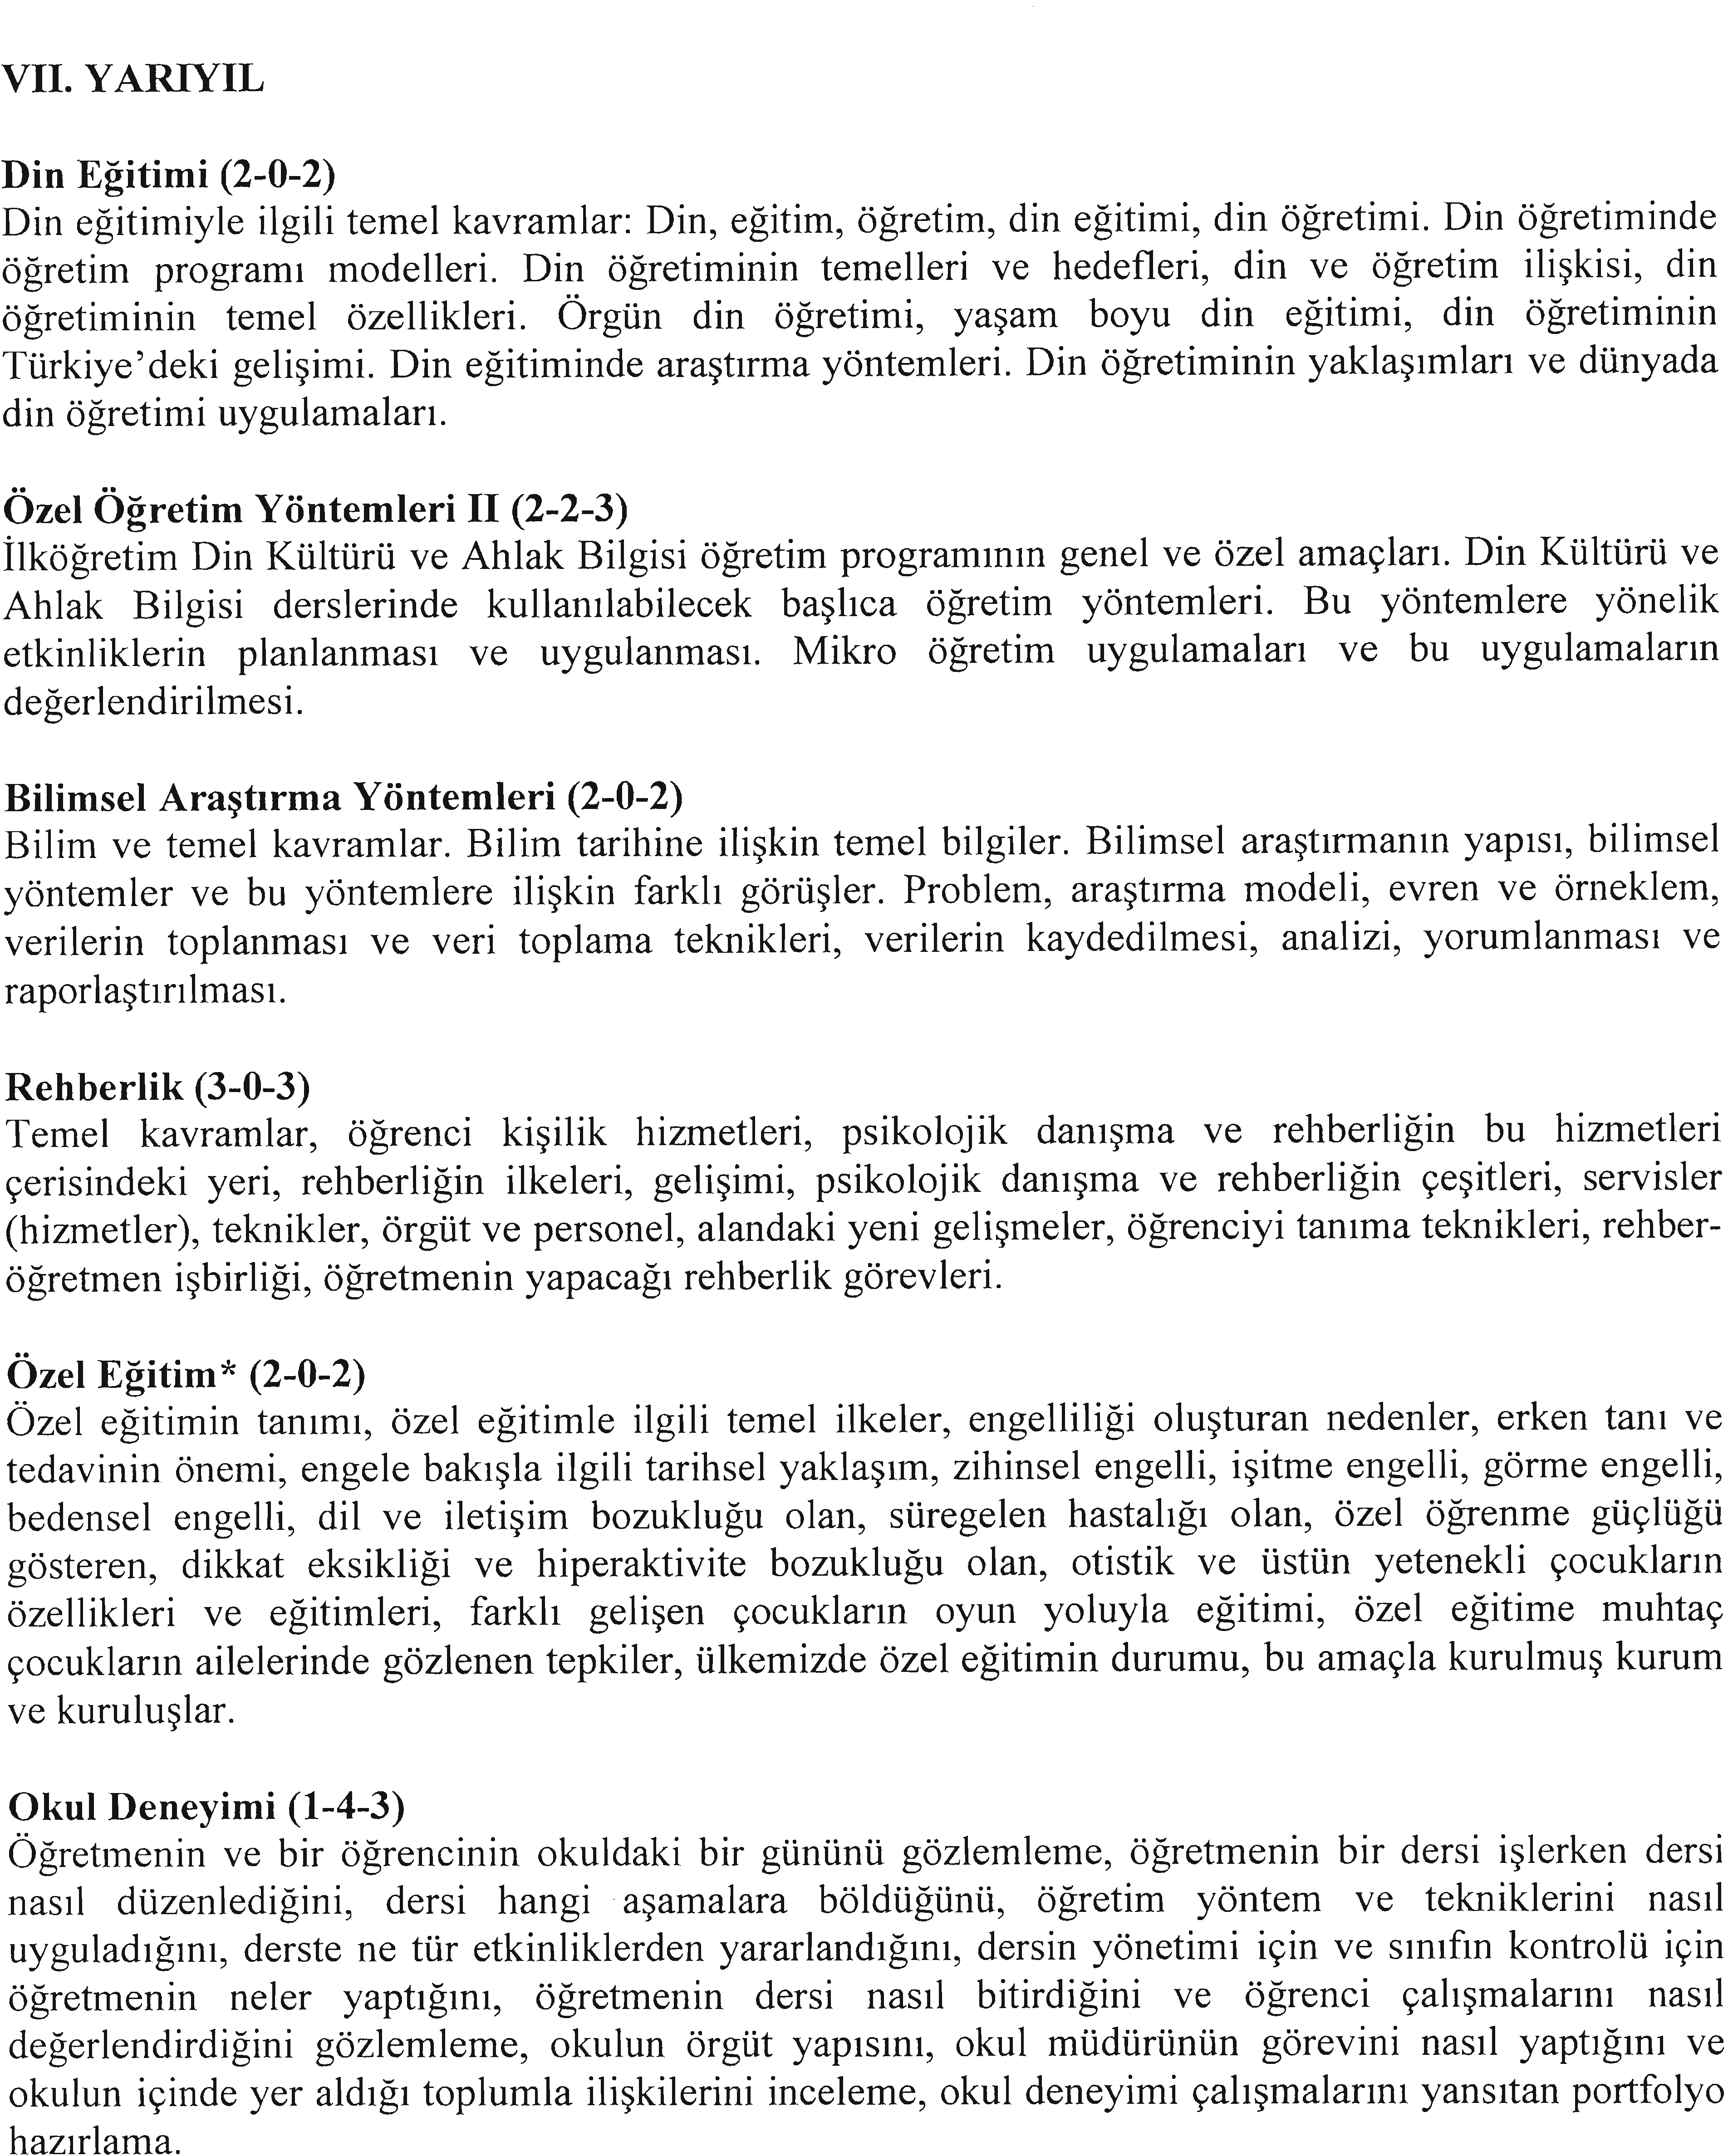 VII. YARIYIL
Din Eğitimi (2-0-2)
Din eğitimiyle ilgili temel kavramlar: Din, eğitim, öğretim, din eğitimi, din öğretimi. Din öğretiminde
öğretim programı modelleri. Din öğretiminin temelleri ve hedefleri, din ve öğretim ilişkisi, din
öğretiminin temel özellikleri. Örgün din öğretimi, yaşam boyu din eğitimi, din öğretiminin
Türkiye'deki gelişimi. Din eğitiminde araştırma yöntemleri. Din öğretiminin yaklaşımları ve dünyada
din öğretimi uygulamaları.
Özel Öğretim Yöntemleri II (2-2-3)
İlköğretim Din Kültürü ve Ahlak Bilgisi öğretim programının genel ve özel amaçları. Din Kültürü ve
Ahlak Bilgisi derslerinde kullanılabilecek başlıca öğretim yöntemleri. Bu yöntemlere yönelik
etkinliklerin planlanması ve uygulanması. Mikro öğretim uygulamaları ve bu uygulamaların
değerlendirilmesi.
Bilimsel Araştırma Yöntemleri (2-0-2)
Bilim ve temel kavramlar. Bilim tarihine ilişkin temel bilgiler. Bilimsel araştırmanın yapısı, bilimsel
yöntemler ve bu yöntemlere ilişkin farklı görüşler. Problem, araştırma modeli, evren ve örneklem,
verilerin toplanması ve veri toplama teknikleri, verilerin kaydedilmesi, analizi, yorumlanması ve
raporlaştırılması.
Rehberlik (3-0-3)
Temel kavramlar, öğrenci kişilik hizmetleri, psikolojik danışma ve rehberliğin bu hizmetleri
çerisindeki yeri, rehberliğin ilkeleri, gelişimi, psikolojik danışma ve rehberliğin çeşitleri, servisler
(hizmetler), teknikler, örgüt ve personel, alandaki yeni gelişmeler, öğrenciyi tanıma teknikleri, rehber-
öğretmen işbirliği, öğretmenin yapacağı rehberlik görevleri.
Özel Eğitim* (2-0-2)
Özel eğitimin tanımı, özel eğitimle ilgili temel ilkeler, engelliliği oluşturan nedenler, erken tanı ve
tedavinin önemi, engele bakışla ilgili tarihsel yaklaşım, zihinsel engelli, işitme engelli, görme engelli,
bedensel engelli, dil ve iletişim bozukluğu olan, süregelen hastalığı olan, özel öğrenme güçlüğü
gösteren, dikkat eksikliği ve hiperaktivite bozukluğu olan, otistik ve üstün yetenekli çocukların
özellikleri ve eğitimleri, farklı gelişen çocukların oyun yoluyla eğitimi, özel eğitime muhtaç
çocukların ailelerinde gözlenen tepkiler, ülkemizde özel eğitimin durumu, bu amaçla kurulmuş kurum
ve kuruluşlar.
Okul Deneyimi (1-4-3)
Öğretmenin ve bir öğrencinin okuldaki bir gününü gözlemleme, öğretmenin bir dersi işlerken dersi
nasıl düzenlediğini, dersi hangi aşamalara böldüğünü, öğretim yöntem ve tekniklerini nasıl
uyguladığını, derste ne tür etkinliklerden yararlandığını, dersin yönetimi için ve sınıfın kontrolü için
öğretmenin neler yaptığını, öğretmenin dersi nasıl bitirdiğini ve öğrenci çalışmalarını nasıl
değerlendirdiğini gözlemleme, okulun örgüt yapısını, okul müdürünün görevini nasıl yaptığını ve
okulun içinde yer aldığı toplumla ilişkilerini inceleme, okul deneyimi çalışmalarını yansıtan portfolyo
hazırlama.